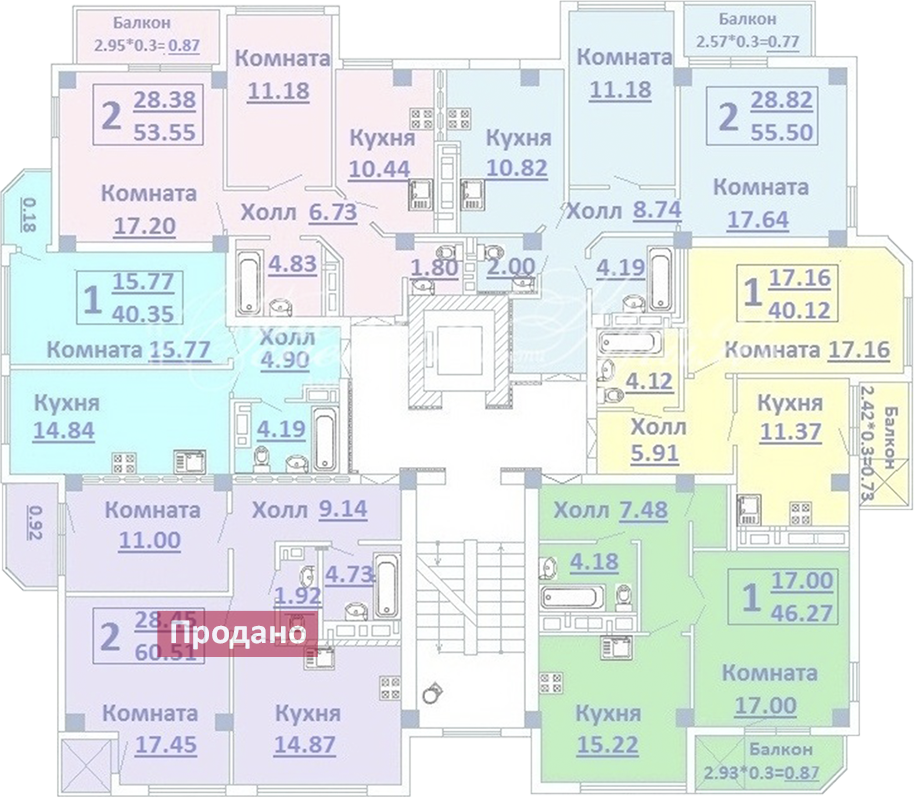 Балкон
2.95*0.3= 0.87
Комната
11.18
2 28.38
53.55
Кухня
10.44
Комната
17.20
Холл 6.73
4.83
1.80
Балкон
2.57*0.3=0.77
Комната
11.18
2 28.82
55.50
Кухня
10.82
Комната
17.64
Холл 8.74
2.00
4.19
0.18
1 15.77
40.35
Комната 15.77
Холл
4.90
Кухня
14.84
4.19
1 17.16
40.12
Комната 17.16
4.12
Холл
5.91
Кухня
11.37
Балкон
2.42*0.3=0.73
0.92
Комната
11.00
Холл 9.14
4.73
1.92
2 28.45
60.51
Продано
Комната
17.45
Кухня
14.87
Холл 7.48
4.18
1 17.00
46.27
Комната
17.00
Кухня
15.22
Балкон
2.93*0.3=0.87